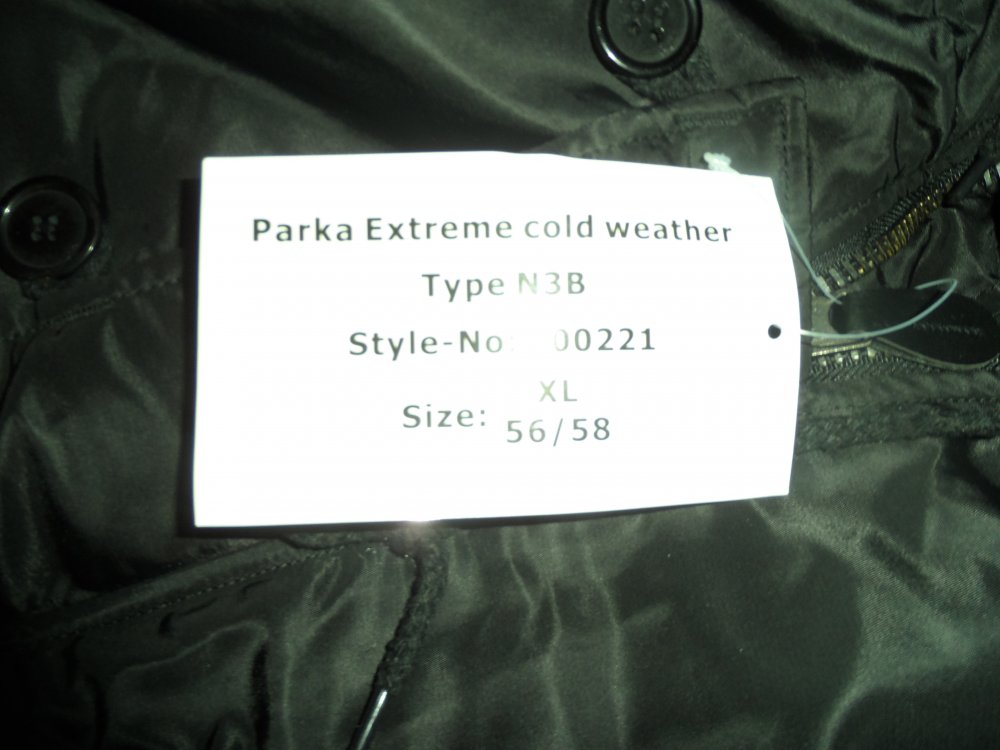 Parka Extreme cold weather
Type N3B
Style-No: 00221
Size: XL
56/58